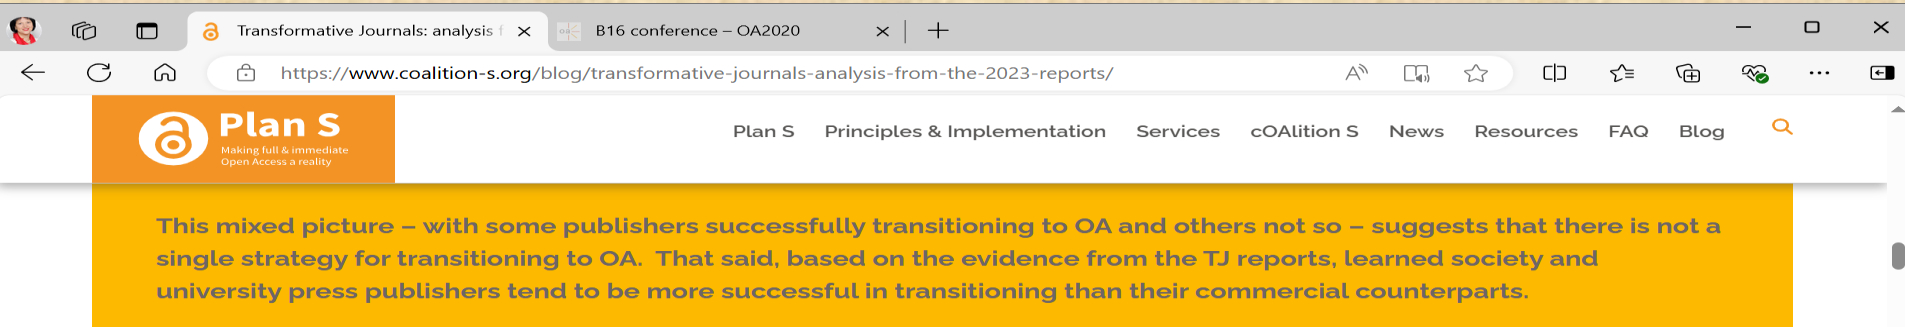 Transformative Journals: analysis f
B16 conference – OA2020
https://www.coalition-s.org/blog/transformative-journals-analysis-from-the-2023-reports/
Plan S
Making full & immediate
Open Access a reality
Plan S Principles & Implementation Services cOAlition S News Resources FAQ Blog
This mixed picture – with some publishers successfully transitioning to OA and others not so – suggests that there is not a
single strategy for transitioning to OA. That said, based on the evidence from the TJ reports, learned society and
university press publishers tend to be more successful in transitioning than their commercial counterparts.